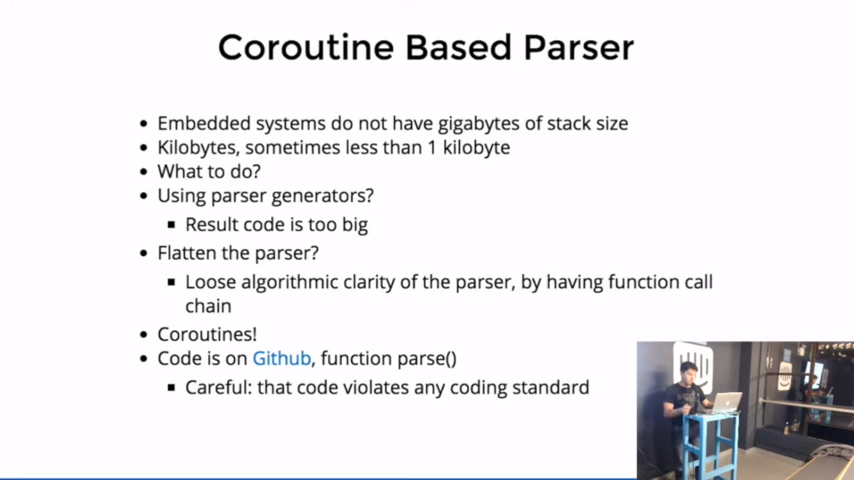 Coroutine Based Parser
Embedded systems do not have gigabytes of stack size
Kilobytes, sometimes less than 1 kilobyte
What to do?
Using parser generators?
Result code is too big
Flatten the parser?
Loose algorithmic clarity of the parser, by having function call
chain
Coroutines!
Code is on Github, function parse()
Careful: that code violates any coding standard